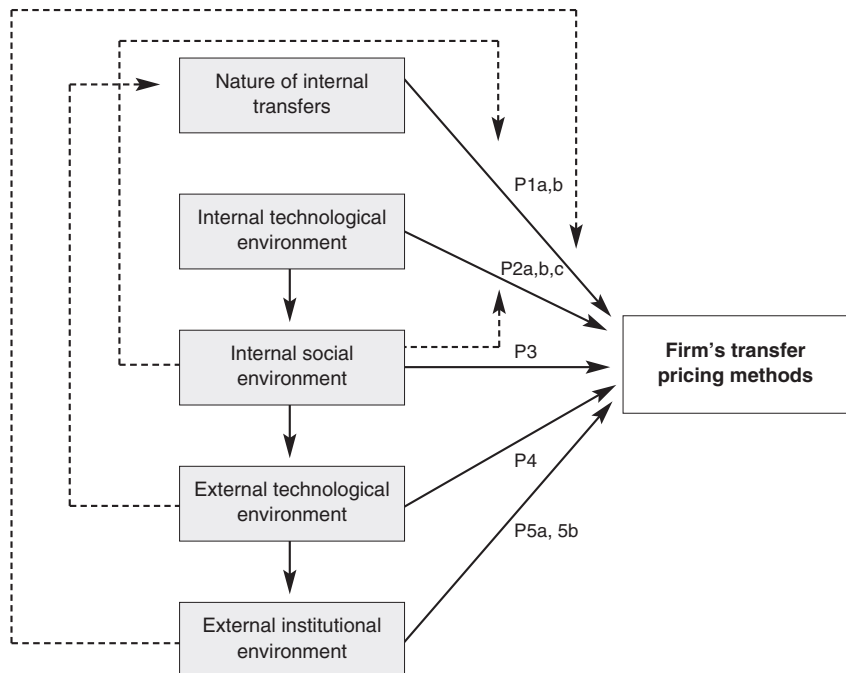 Nature of internal
transfers
P1a,b
Internal technological
environment
P2a,b,c
Internal social
environment
P3
Firm's transfer
pricing methods
External technological
environment
P4
P5a, 5b
External institutional
environment